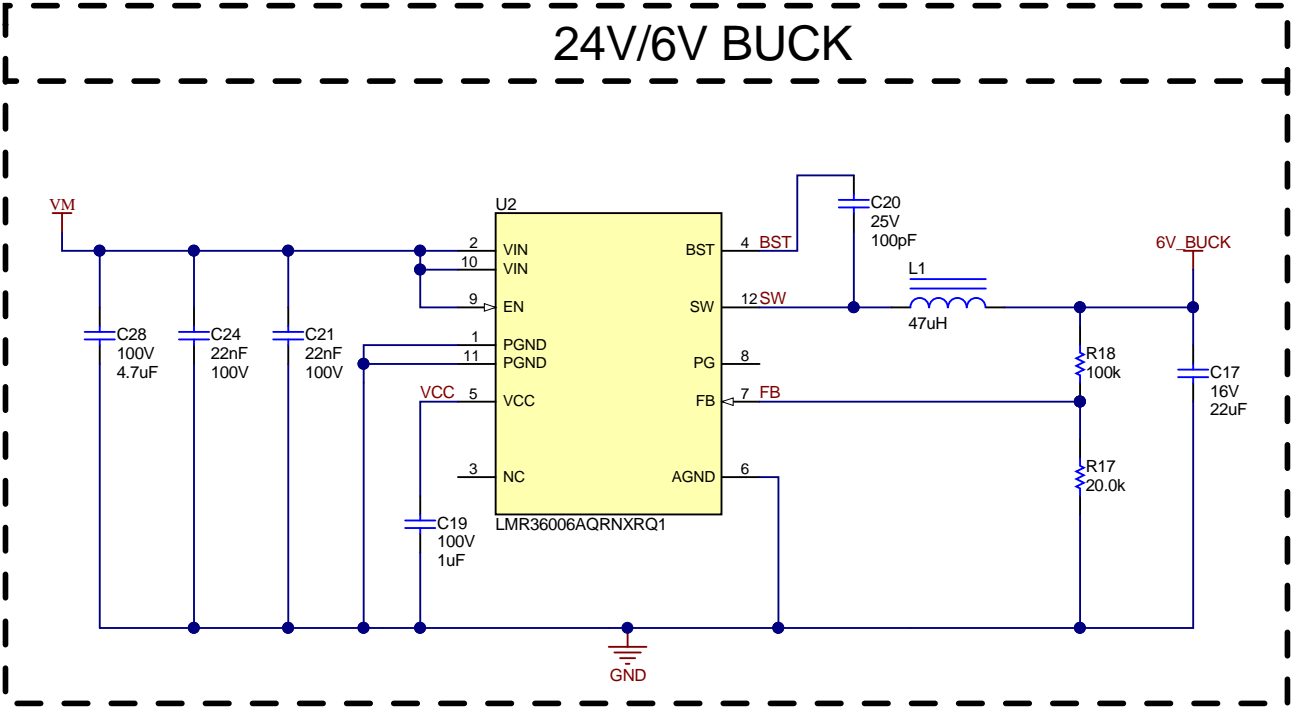 24V/6V BUCK
VM
U2
C20
25V
100pF
2
VIN
BST
4
BST
6V_BUCK
10
VIN
L1
9
EN
SW
12
SW
47uH
C28
100V
4.7uF
C24
22nF
100V
C21
22nF
100V
1
PGND
11
PGND
PG
8
R18
100k
C17
16V
22uF
VCC
5
VCC
FB
7
FB
3
NC
AGND
6
R17
20.0k
C19
100V
1uF
LMR36006AQRNXRQ1
GND